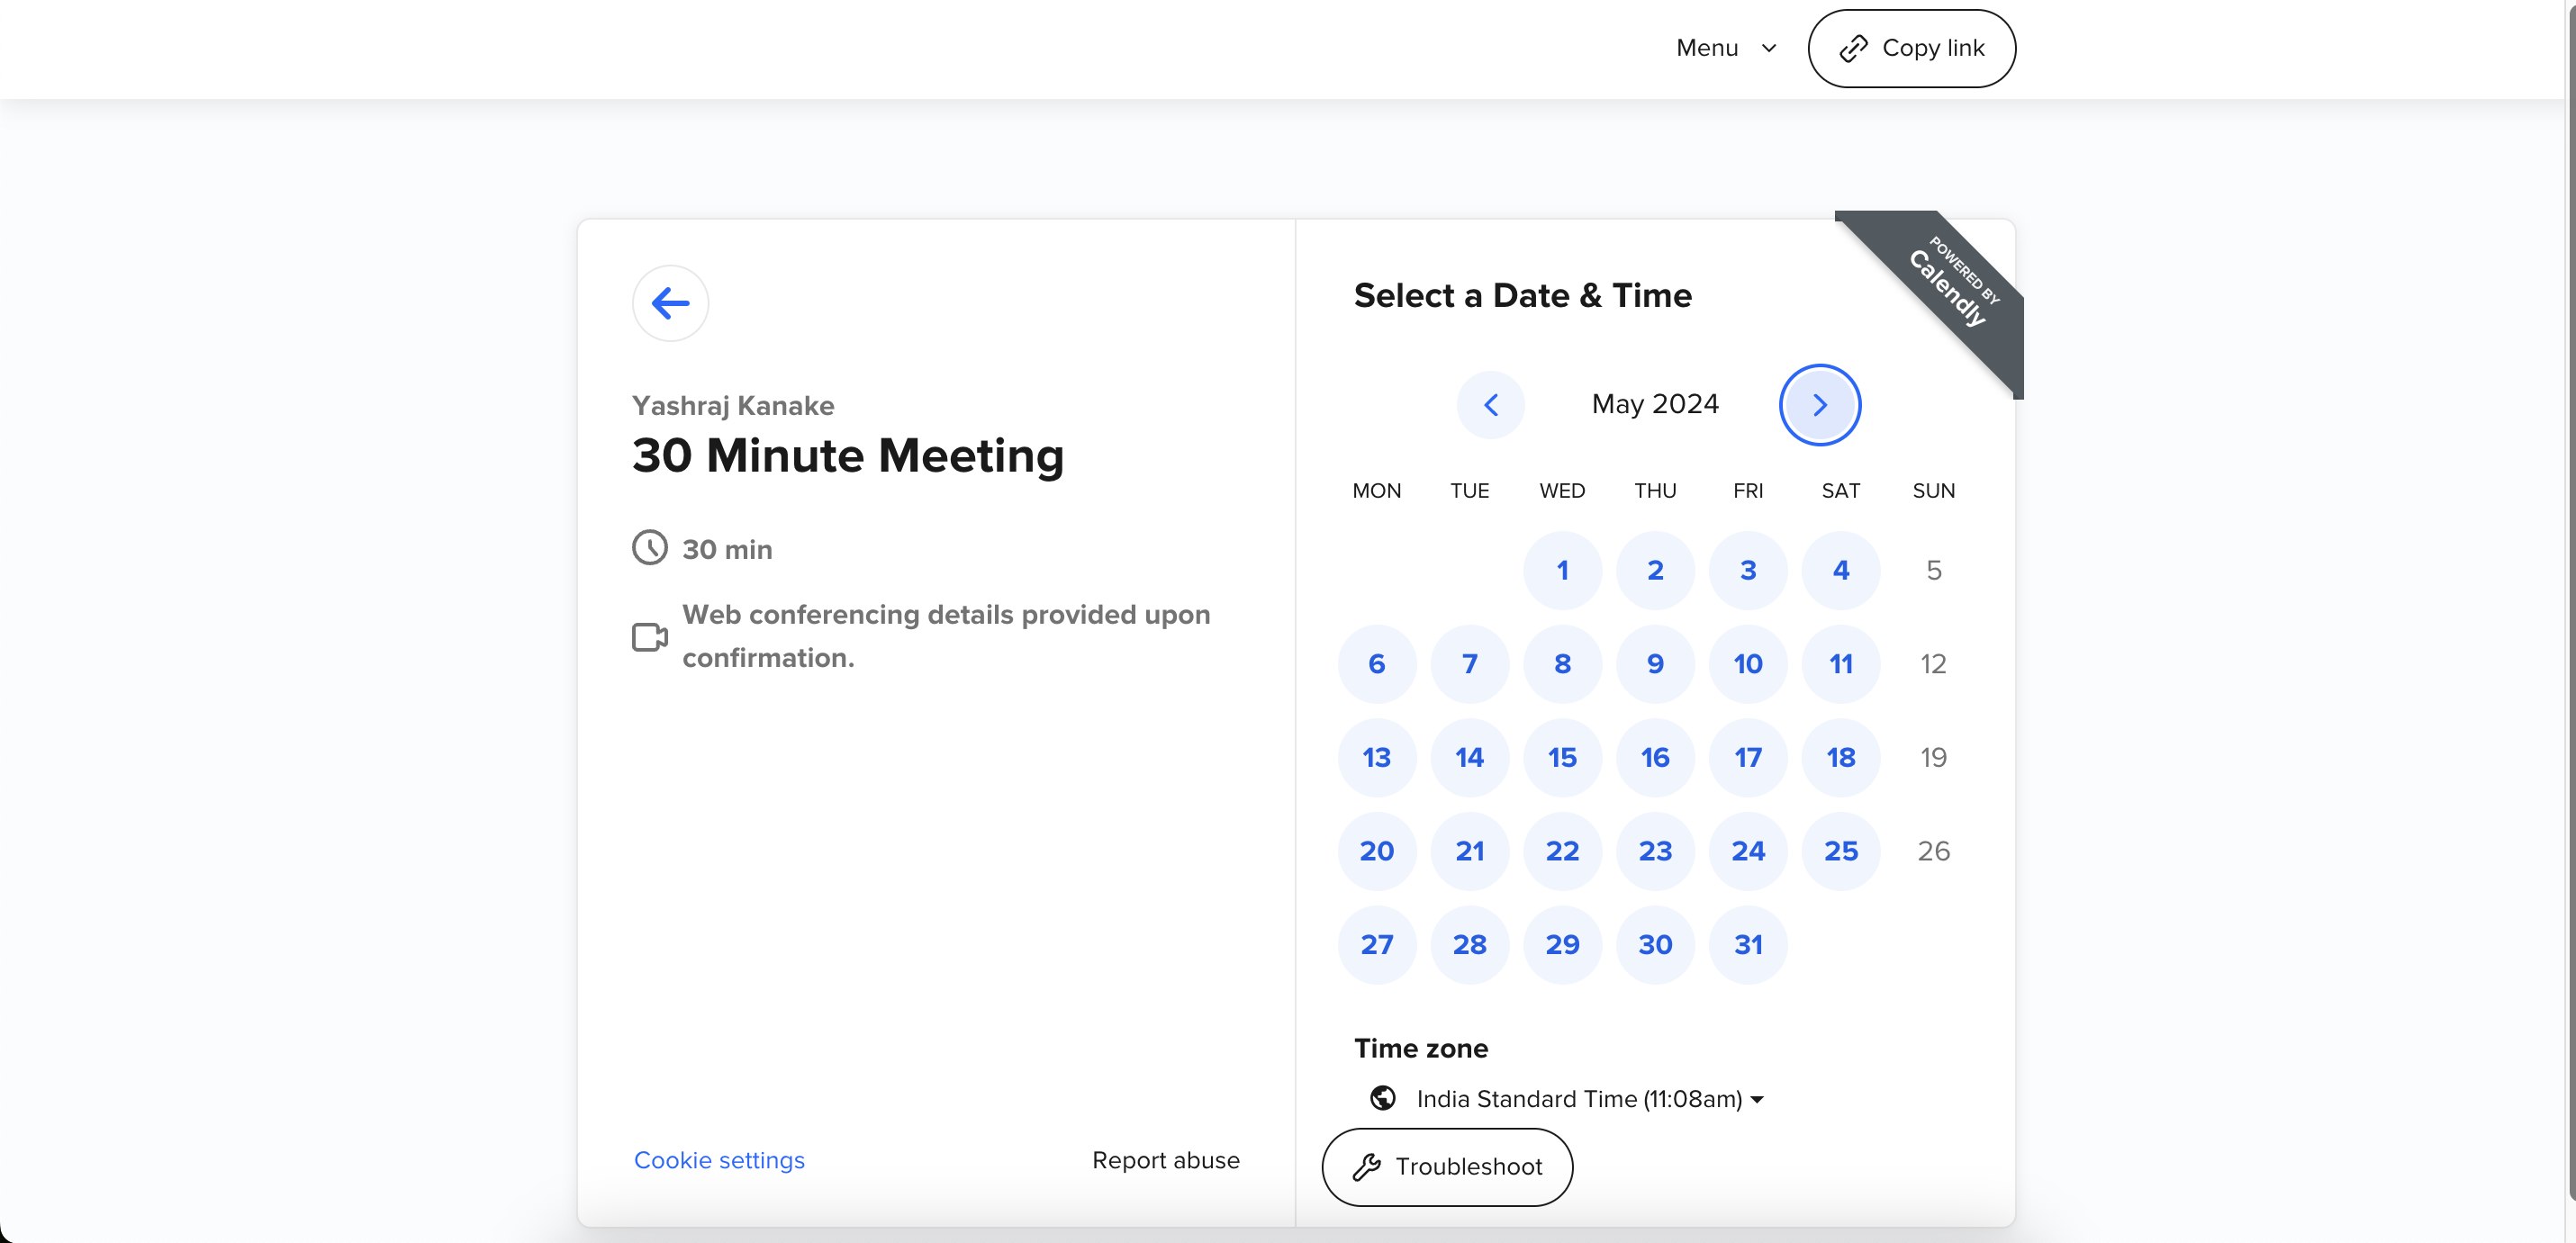 Menu
Copy link
POWERED BY
Calendly
Yashraj Kanake
30 Minute Meeting
30 min
Web conferencing details provided upon
confirmation.
Cookie settings
Report abuse
Select a Date & Time
May 2024
MON TUE WED THU FRI SAT SUN
1 2 3 4 5
6 7 8 9 10 11 12
13 14 15 16 17 18 19
20 21 22 23 24 25 26
27 28 29 30 31
Time zone
India Standard Time (11:08am)
Troubleshoot